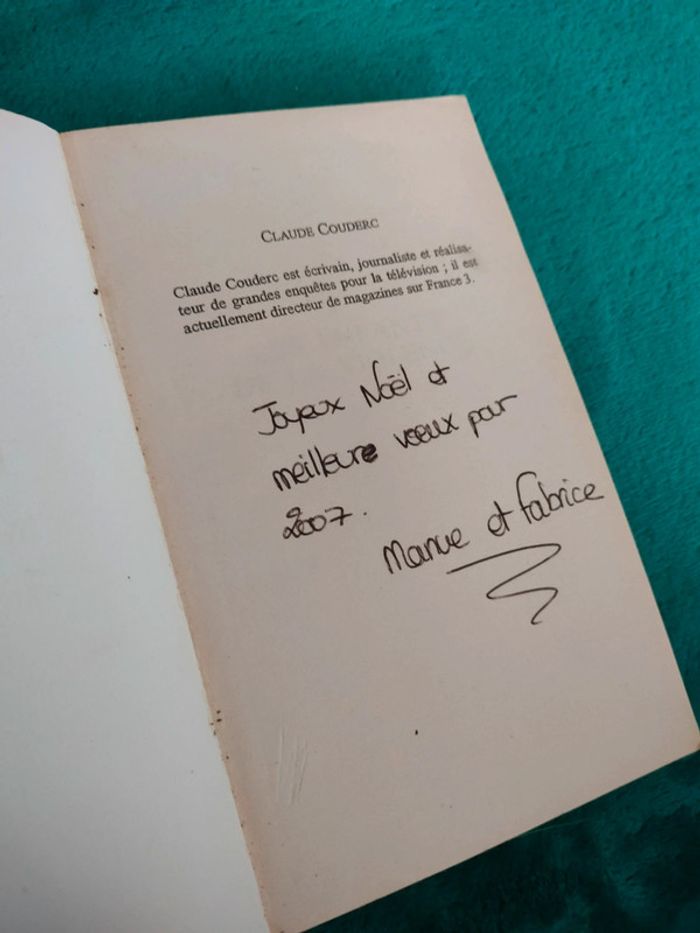 CLAUDE COUDERC
Claude Couderc est écrivain, journaliste et réalisa-
teur de grandes enquêtes pour la télévision ; il est
actuellement directeur de magazines sur France 3.
Joyeux Noël et
meilleure vœux pour
2007.
Manue et fabrice